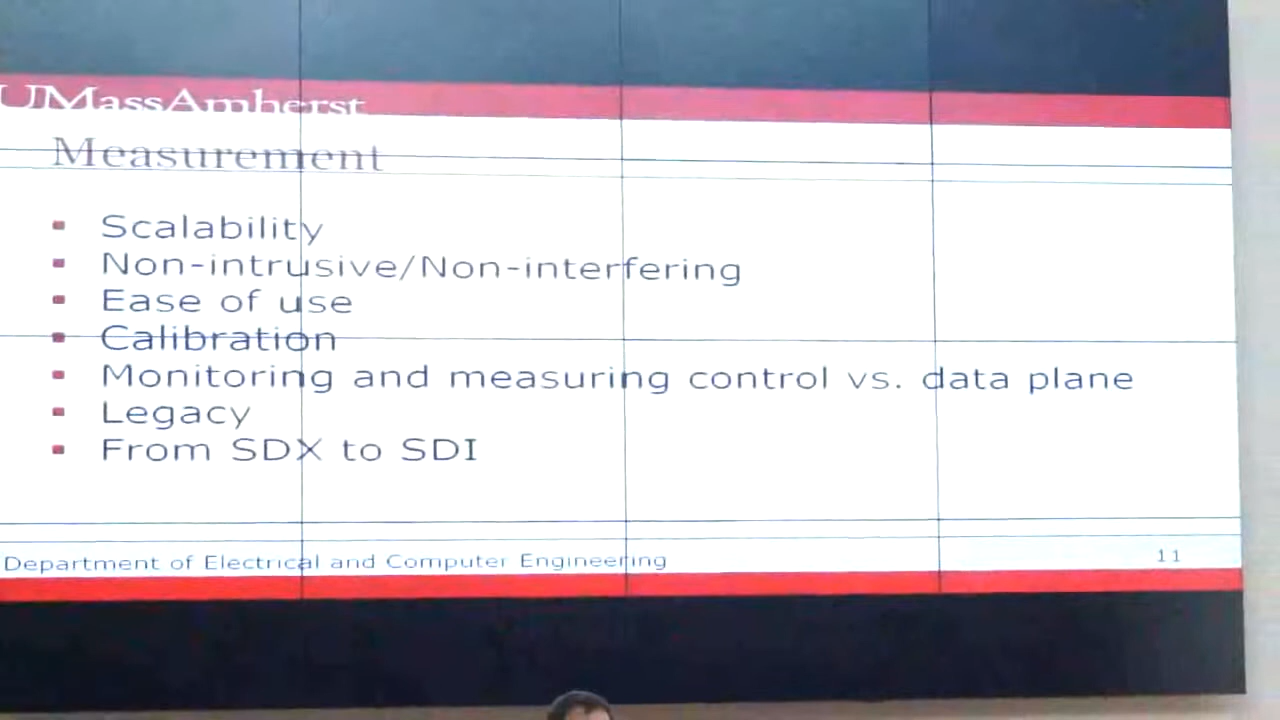 UMassAmherst
Measurement
Scalability
Non-intrusive/Non-interfering
Ease of use
Calibration
Monitoring and measuring control vs. data plane
Legacy
From SDX to SDI
Department of Electrical and Computer Engineering
11